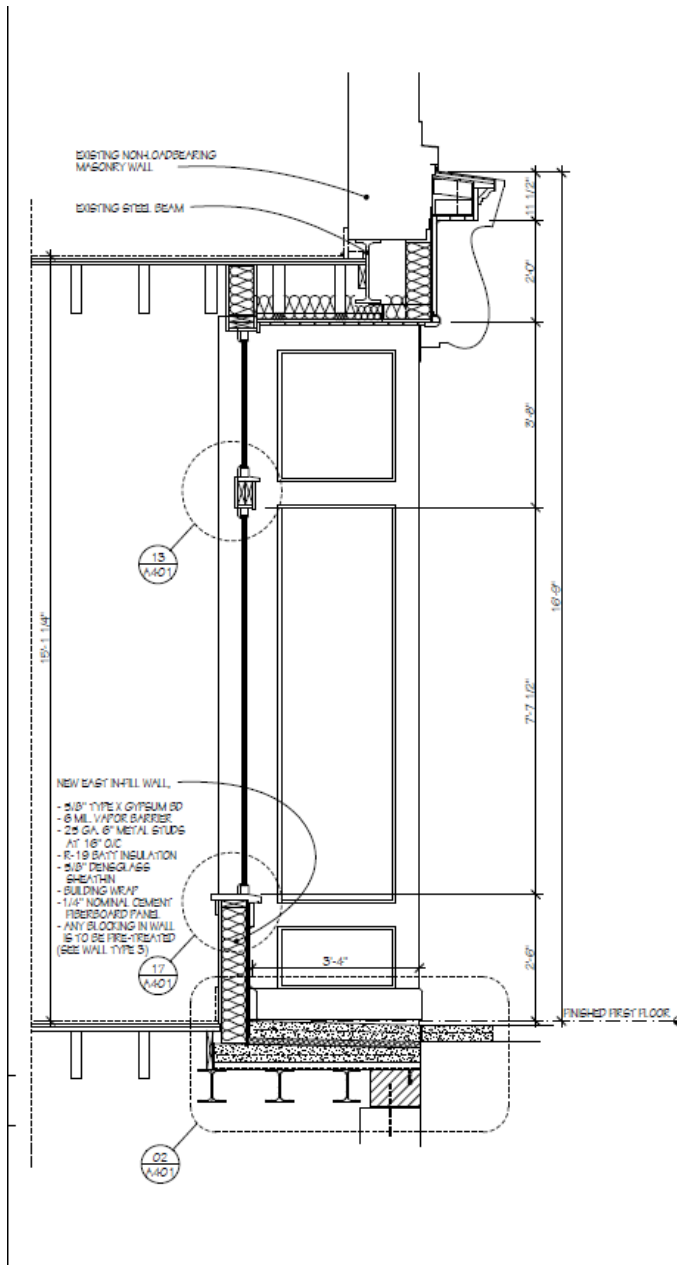 EXISTING NON-LOADBEARING
MASONRY WALL
EXISTING STEEL BEAM
11 1/2"
2'-0"
3'-8"
13
A401
16'-9"
15'-1 1/4"
7'-7 1/2"
NEW EAST IN-FILL WALL,
- 5/8" TYPE X GYPSUM BD
- 6 MIL. VAPOR BARRIER
- 25 GA. 6" METAL STUDS
AT 16" O/C
- R-19 BATT INSULATION
- 5/8" DENSGLASS
SHEATHIN
- BUILDING WRAP
- 1/4" NOMINAL CEMENT
FIBERBOARD PANEL
- ANY BLOCKING IN WALL
IS TO BE FIRE-TREATED
(SEE WALL TYPE 3)
3'-4"
2'-6"
17
A401
FINISHED FIRST FLOOR
02
A401